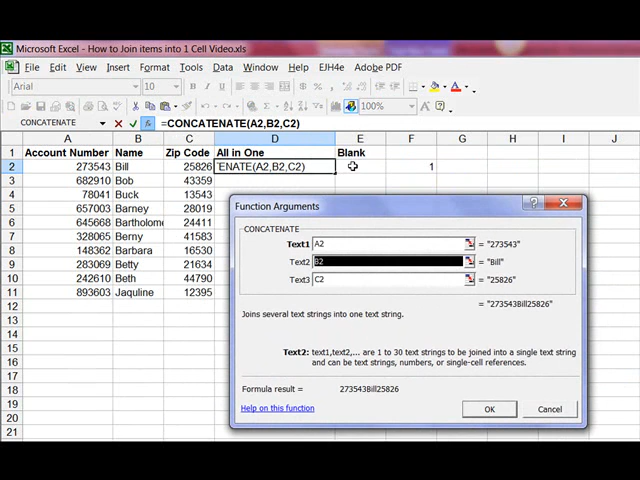 Microsoft Excel - How to Join items into 1 Cell Video.xls
File Edit View Insert Format Tools Data Window Help EJH4e Adobe PDF
Arial 10 B I U $ % ,
100%
CONCATENATE =CONCATENATE(A2,B2,C2)
A B C D E F G H I J
1 Account Number Name Zip Code All in One Blank
2 273543 Bill 25826 'ENATE(A2,B2,C2) 1
3 682910 Bob 43359
4 78041 Buck 13543
5 657003 Barney 28019
6 645668 Bartholome 24411
7 328065 Berny 41583
8 148362 Barbara 16530
9 283069 Betty 21634
10 242610 Beth 44790
11 893603 Jaquline 12395
12
13
14
15
16
17
18
19
20
21
Function Arguments
CONCATENATE
Text1 A2 = "273543"
Text2 B2 = "Bill"
Text3 C2 = "25826"
= "273543Bill25826"
Joins several text strings into one text string.
Text2: text1,text2,... are 1 to 30 text strings to be joined into a single text string
and can be text strings, numbers, or single-cell references.
Formula result = 273543Bill25826
Help on this function OK Cancel